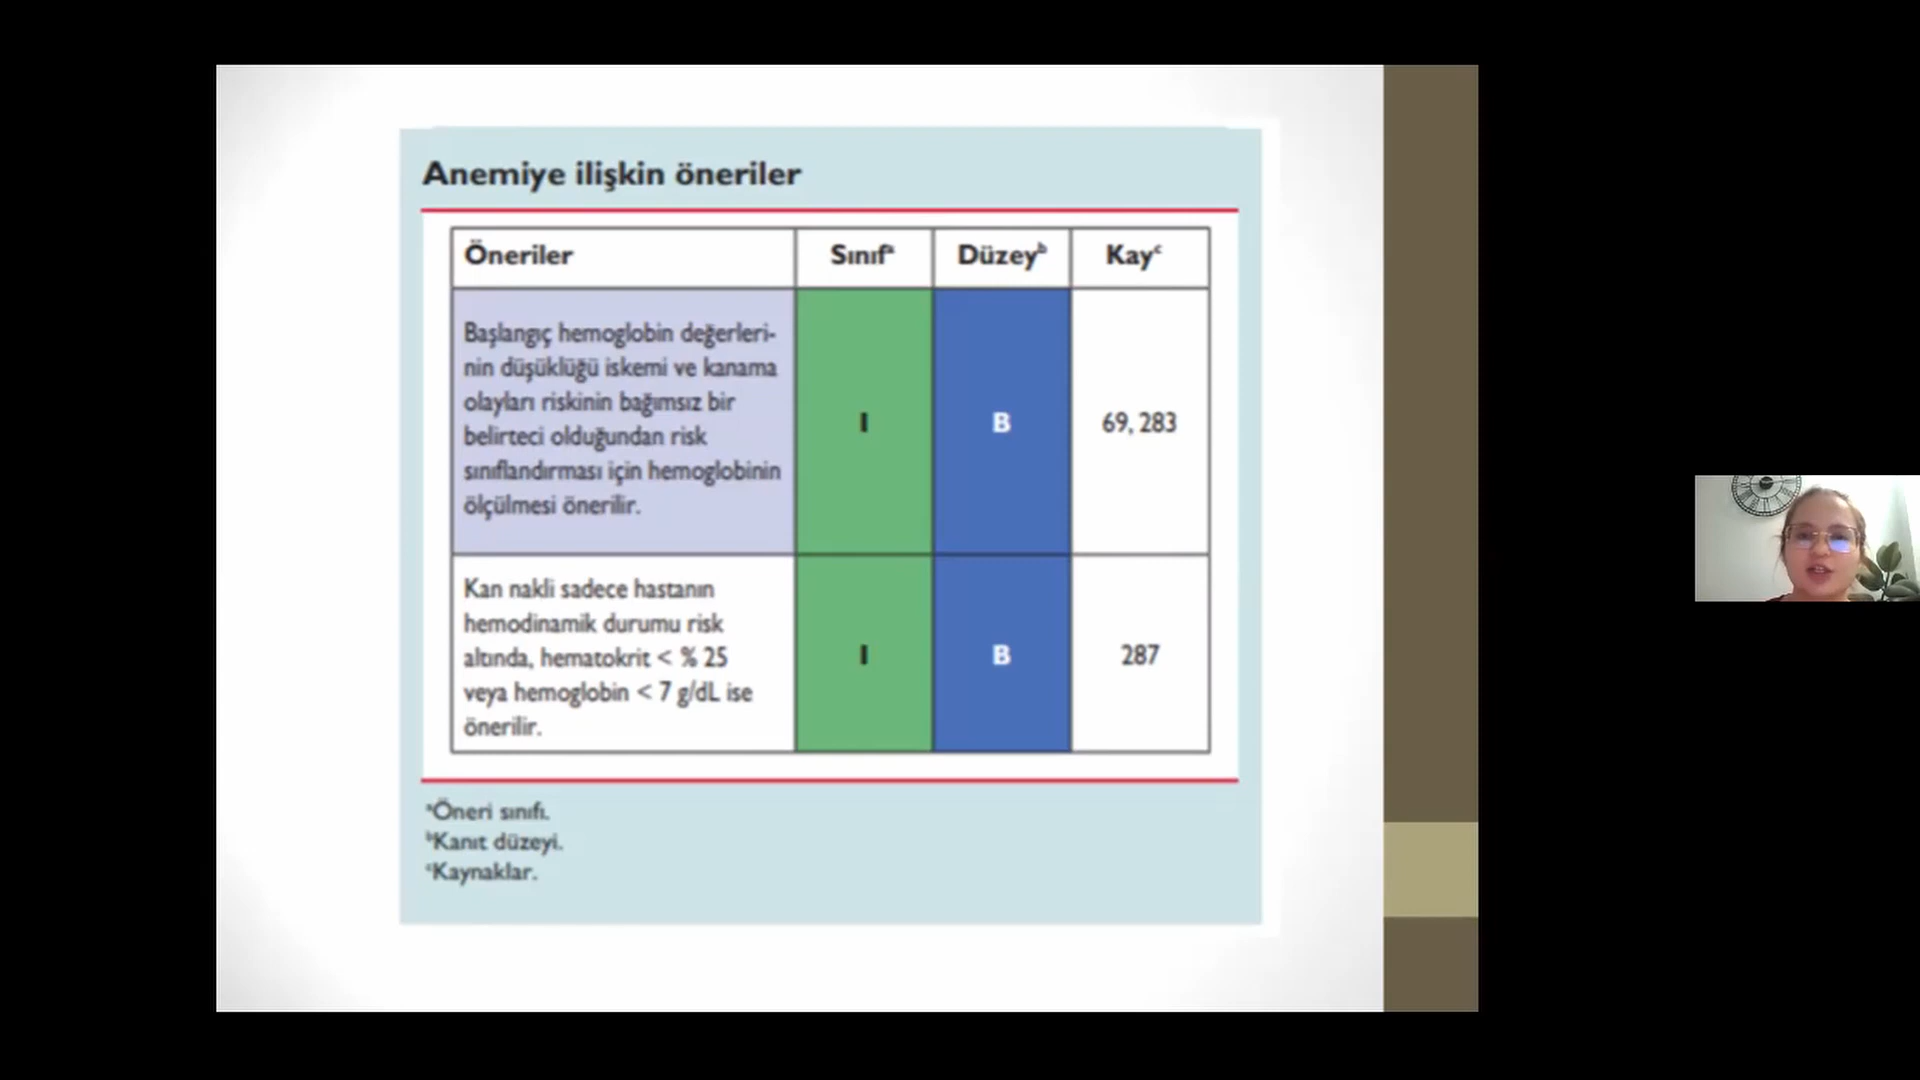 Anemiye ilişkin öneriler
Öneriler Sınıfᵃ Düzeyᵇ Kayᶜ
Başlangıç hemoglobin değerleri-
nin düşüklüğü iskemi ve kanama
olayları riskinin bağımsız bir
belirteci olduğundan risk
sınıflandırması için hemoglobinin
ölçülmesi önerilir.
I B 69, 283
Kan nakli sadece hastanın
hemodinamik durumu risk
altında, hematokrit < % 25
veya hemoglobin < 7 g/dL ise
önerilir.
I B 287
ᵃÖneri sınıfı.
ᵇKanıt düzeyi.
ᶜKaynaklar.